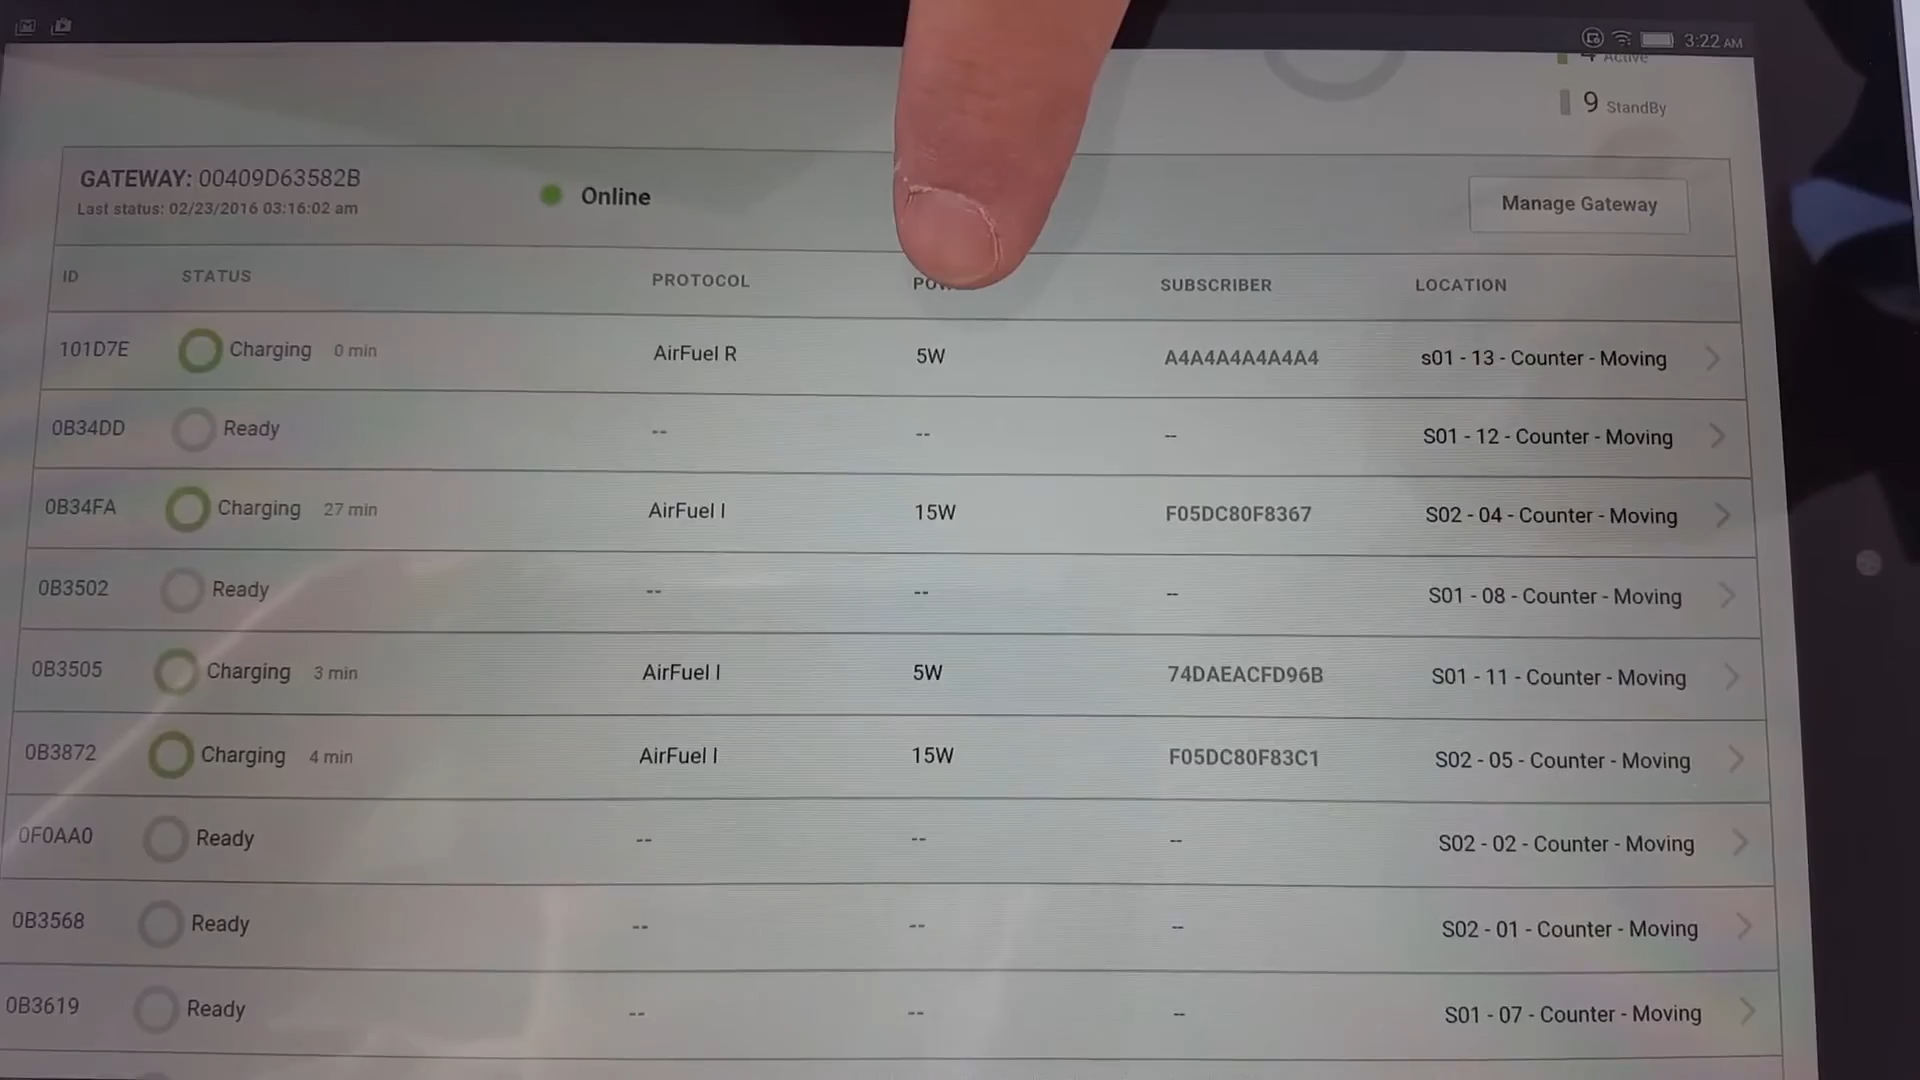 3:22 AM
4 Active
9 StandBy
GATEWAY: 00409D63582B
Last status: 02/23/2016 03:16:02 am
Online
Manage Gateway
ID STATUS PROTOCOL SUBSCRIBER LOCATION
101D7E Charging 0 min AirFuel R 5W A4A4A4A4A4A4 s01 - 13 - Counter - Moving
0B34DD Ready -- -- -- S01 - 12 - Counter - Moving
0B34FA Charging 27 min AirFuel I 15W F05DC80F8367 S02 - 04 - Counter - Moving
0B3502 Ready -- -- -- S01 - 08 - Counter - Moving
0B3505 Charging 3 min AirFuel I 5W 74DAEACFD96B S01 - 11 - Counter - Moving
0B3872 Charging 4 min AirFuel I 15W F05DC80F83C1 S02 - 05 - Counter - Moving
0F0AA0 Ready -- -- -- S02 - 02 - Counter - Moving
0B3568 Ready -- -- -- S02 - 01 - Counter - Moving
0B3619 Ready -- -- -- S01 - 07 - Counter - Moving